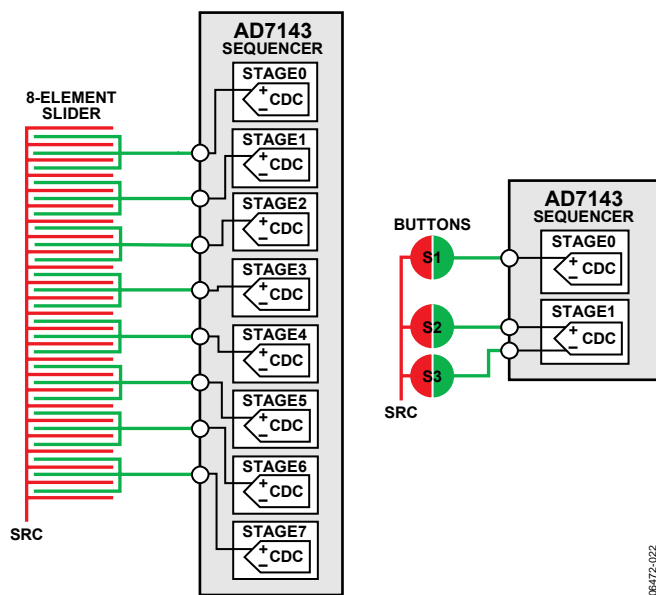 AD7143
SEQUENCER
8-ELEMENT
SLIDER
STAGE0
+
–
CDC
STAGE1
+
–
CDC
STAGE2
+
–
CDC
STAGE3
+
–
CDC
STAGE4
+
–
CDC
STAGE5
+
–
CDC
STAGE6
+
–
CDC
STAGE7
+
–
CDC
SRC
AD7143
SEQUENCER
BUTTONS
S1
S2
S3
SRC
STAGE0
+
–
CDC
STAGE1
+
–
CDC
06472-022